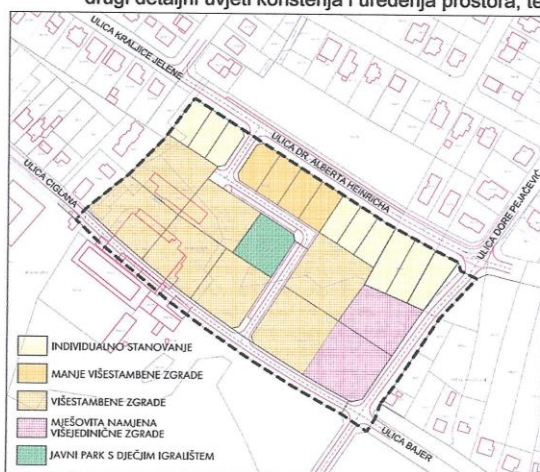 drugi detaljni uvjeti korištenja i uređenja prostora, te
ULICA KRALJICE JELENE
ULICA DR. ALBERTA HEINRICHA
ULICA DORE PEJAČEVIĆ
ULICA CIGLANA
ULICA BAJER
INDIVIDUALNO STANOVANJE
MANJE VIŠESTAMBENE ZGRADE
VIŠESTAMBENE ZGRADE
MJEŠOVITA NAMJENA
VIŠEJEDINIČNE ZGRADE
JAVNI PARK S DJEČJIM IGRALIŠTEM